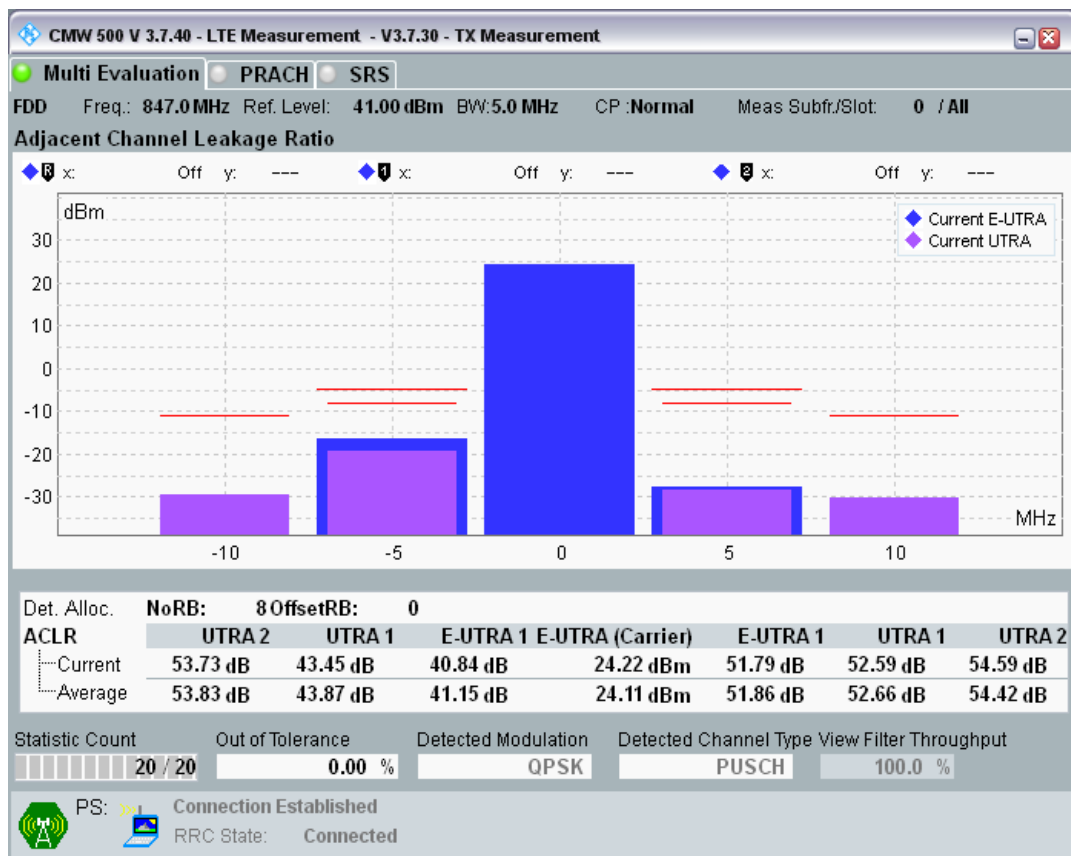 CMW 500 V 3.7.40 - LTE Measurement - V3.7.30 - TX Measurement
Multi Evaluation PRACH SRS
FDD Freq.: 847.0 MHz Ref. Level: 41.00 dBm BW:5.0 MHz CP :Normal Meas Subfr./Slot: 0 / All
Adjacent Channel Leakage Ratio
R x: Off y: --- 1 x: Off y: --- 2 x: Off y: ---
dBm
Current E-UTRA
Current UTRA
30
20
10
0
-10
-20
-30
MHz
-10 -5 0 5 10
Det. Alloc. NoRB: 8 OffsetRB: 0
ACLR UTRA 2 UTRA 1 E-UTRA 1 E-UTRA (Carrier) E-UTRA 1 UTRA 1 UTRA 2
Current 53.73 dB 43.45 dB 40.84 dB 24.22 dBm 51.79 dB 52.59 dB 54.59 dB
Average 53.83 dB 43.87 dB 41.15 dB 24.11 dBm 51.86 dB 52.66 dB 54.42 dB
Statistic Count Out of Tolerance Detected Modulation Detected Channel Type View Filter Throughput
20 / 20 0.00 % QPSK PUSCH 100.0 %
PS: Connection Established
RRC State: Connected